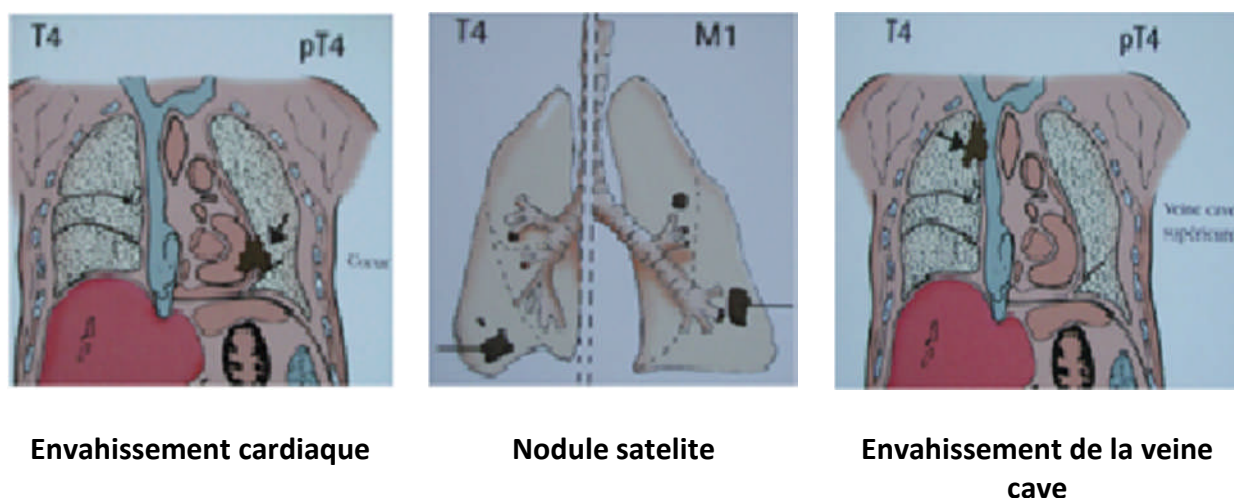 T4 pT4
Coeur
Envahissement cardiaque
T4 M1
Nodule satelite
T4 pT4
Veine cave
supérieure
Envahissement de la veine
cave